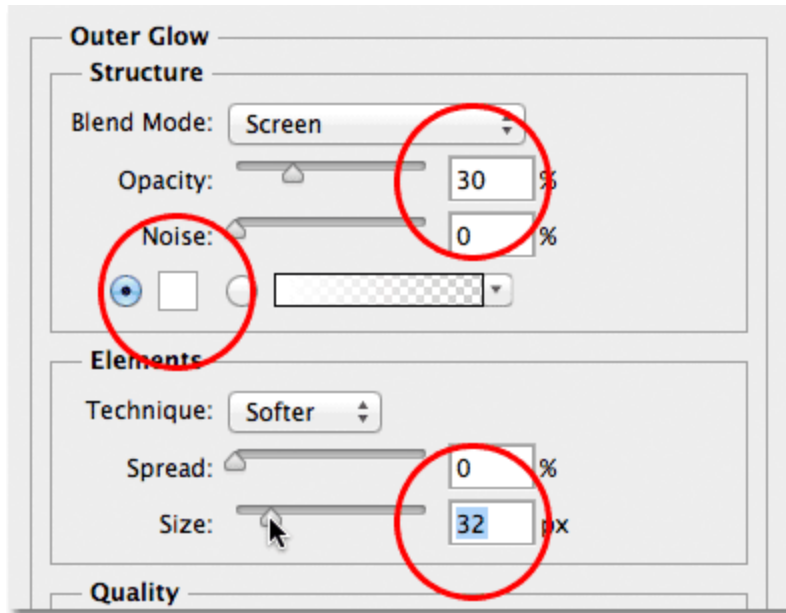 Outer Glow
Structure
Blend Mode: Screen
Opacity: 30 %
Noise: 0 %
Elements
Technique: Softer
Spread: 0 %
Size: 32 px
Quality